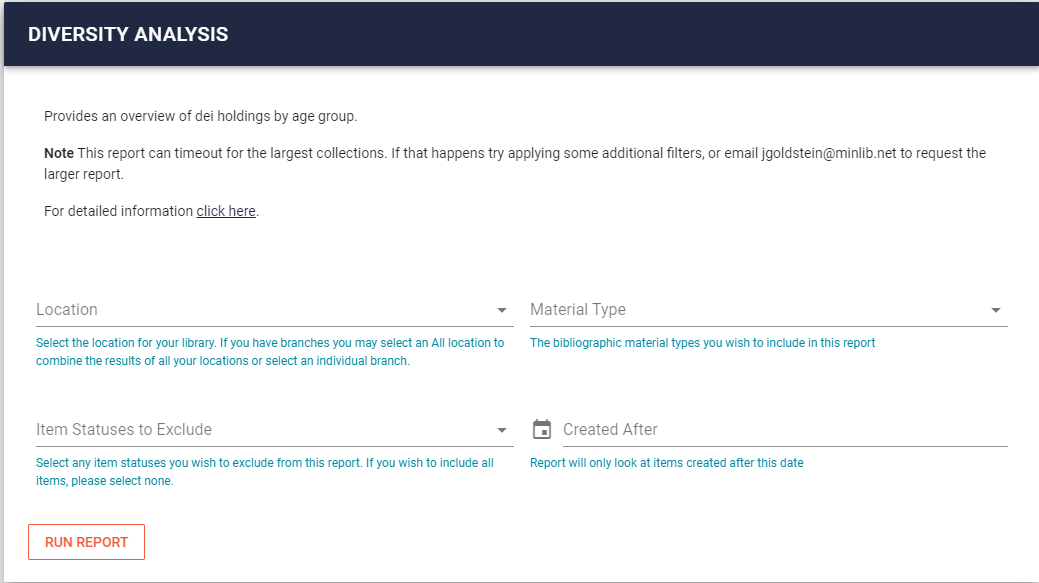 DIVERSITY ANALYSIS
Provides an overview of dei holdings by age group.
Note This report can timeout for the largest collections. If that happens try applying some additional filters, or email jgoldstein@minlib.net to request the
larger report.
For detailed information click here.
Location
Select the location for your library. If you have branches you may select an All location to
combine the results of all your locations or select an individual branch.
Material Type
The bibliographic material types you wish to include in this report
Item Statuses to Exclude
Select any item statuses you wish to exclude from this report. If you wish to include all
items, please select none.
Created After
Report will only look at items created after this date
RUN REPORT